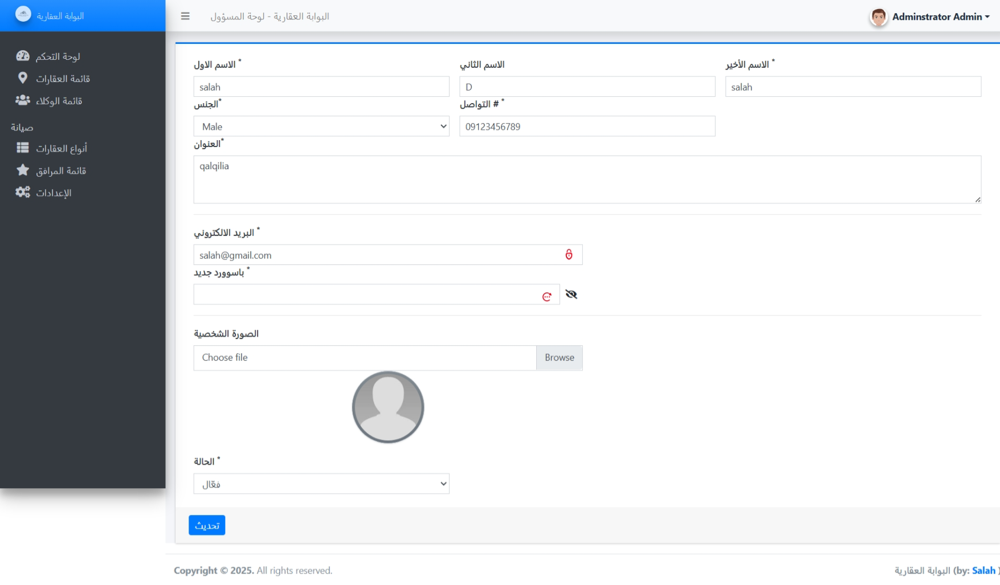 البوابة العقارية
البوابة العقارية - لوحة المسؤول
Adminstrator Admin
لوحة التحكم
قائمة العقارات
قائمة الوكلاء
صيانة
أنواع العقارات
قائمة المرافق
الإعدادات
الاسم الاول *
الاسم الثاني
الاسم الأخير *
salah
D
salah
الجنس*
# التواصل *
Male
09123456789
العنوان*
qalqilia
البريد الالكتروني *
salah@gmail.com
باسوورد جديد *
الصورة الشخصية
Choose file
Browse
الحالة *
فعّال
تحديث
Copyright © 2025. All rights reserved.
البوابة العقارية (by: Salah )